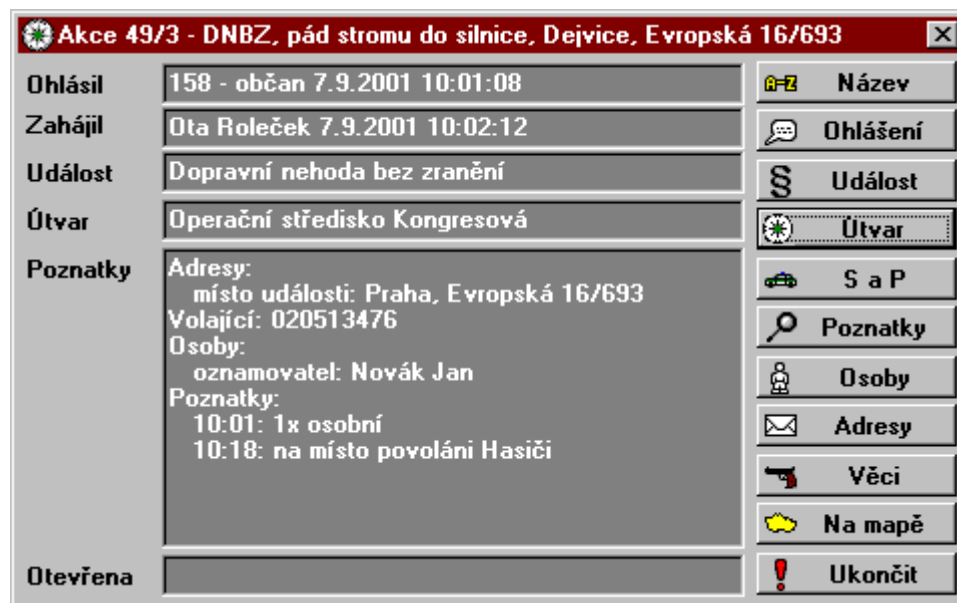 Akce 49/3 - DNBZ, pád stromu do silnice, Dejvice, Evropská 16/693
Ohlásil 158 - občan 7.9.2001 10:01:08
Zahájil Ota Roleček 7.9.2001 10:02:12
Událost Dopravní nehoda bez zranění
Útvar Operační středisko Kongresová
Poznatky Adresy:
místo události: Praha, Evropská 16/693
Volající: 020513476
Osoby:
oznamovatel: Novák Jan
Poznatky:
10:01: 1x osobní
10:18: na místo povoláni Hasiči
Otevřena
A=Z Název
Ohlášení
§ Událost
Útvar
S a P
Poznatky
Osoby
Adresy
Věci
Na mapě
Ukončit